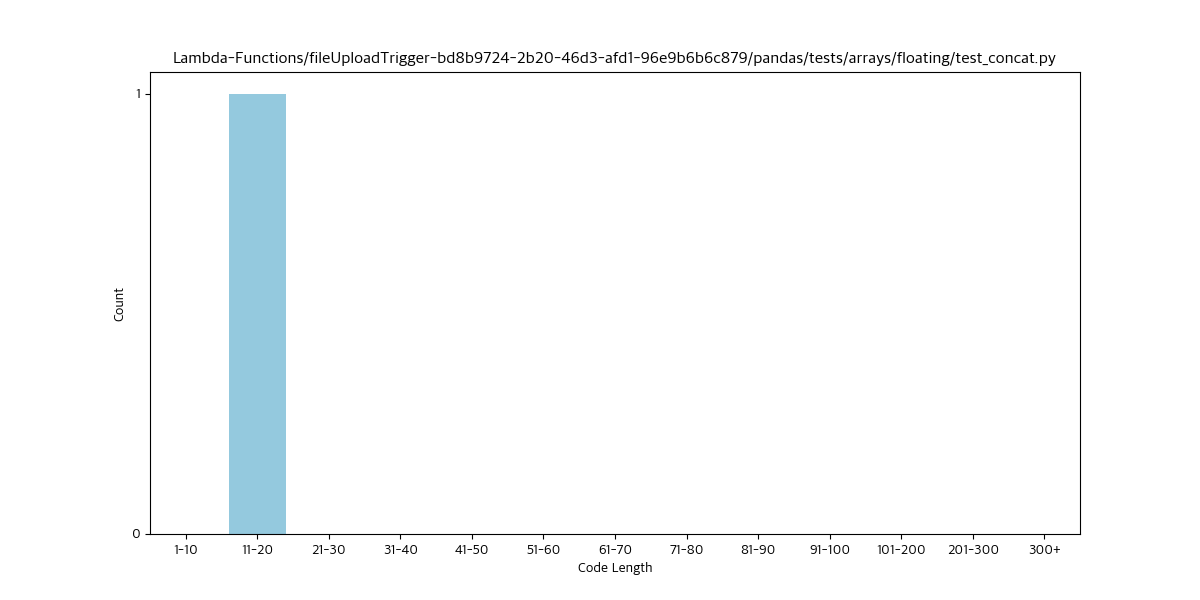 Lambda-Functions/fileUploadTrigger-bd8b9724-2b20-46d3-afd1-96e9b6b6c879/pandas/tests/arrays/floating/test_concat.py
1
Count
0
1-10 11-20 21-30 31-40 41-50 51-60 61-70 71-80 81-90 91-100 101-200 201-300 300+
Code Length